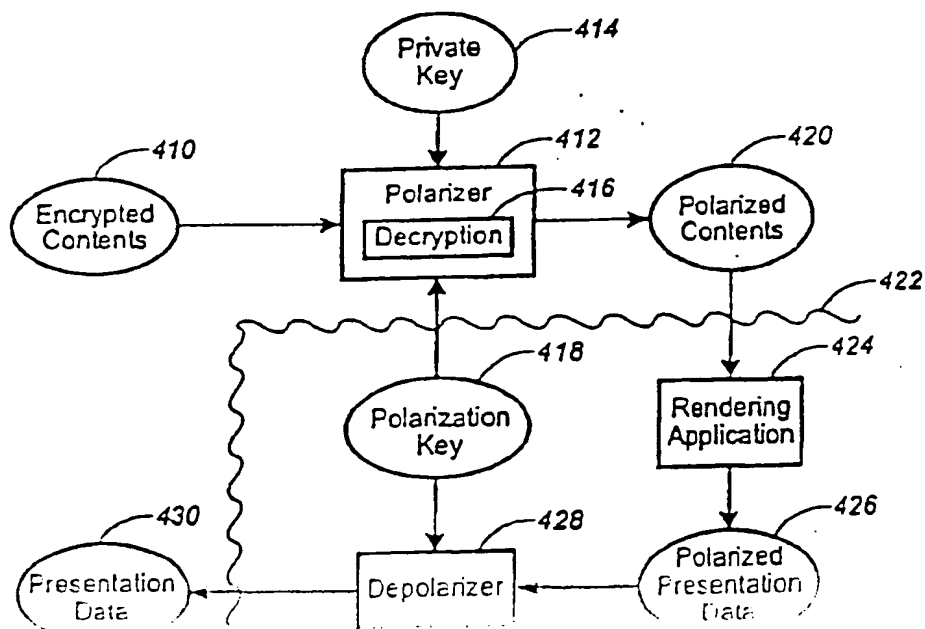 Private
Key
414
410
412
420
Encrypted
Contents
Polarizer
416
Decryption
Polarized
Contents
422
418
424
Polarization
Key
Rendering
Application
430
428
426
Presentation
Data
Depolarizer
Polarized
Presentation
Data